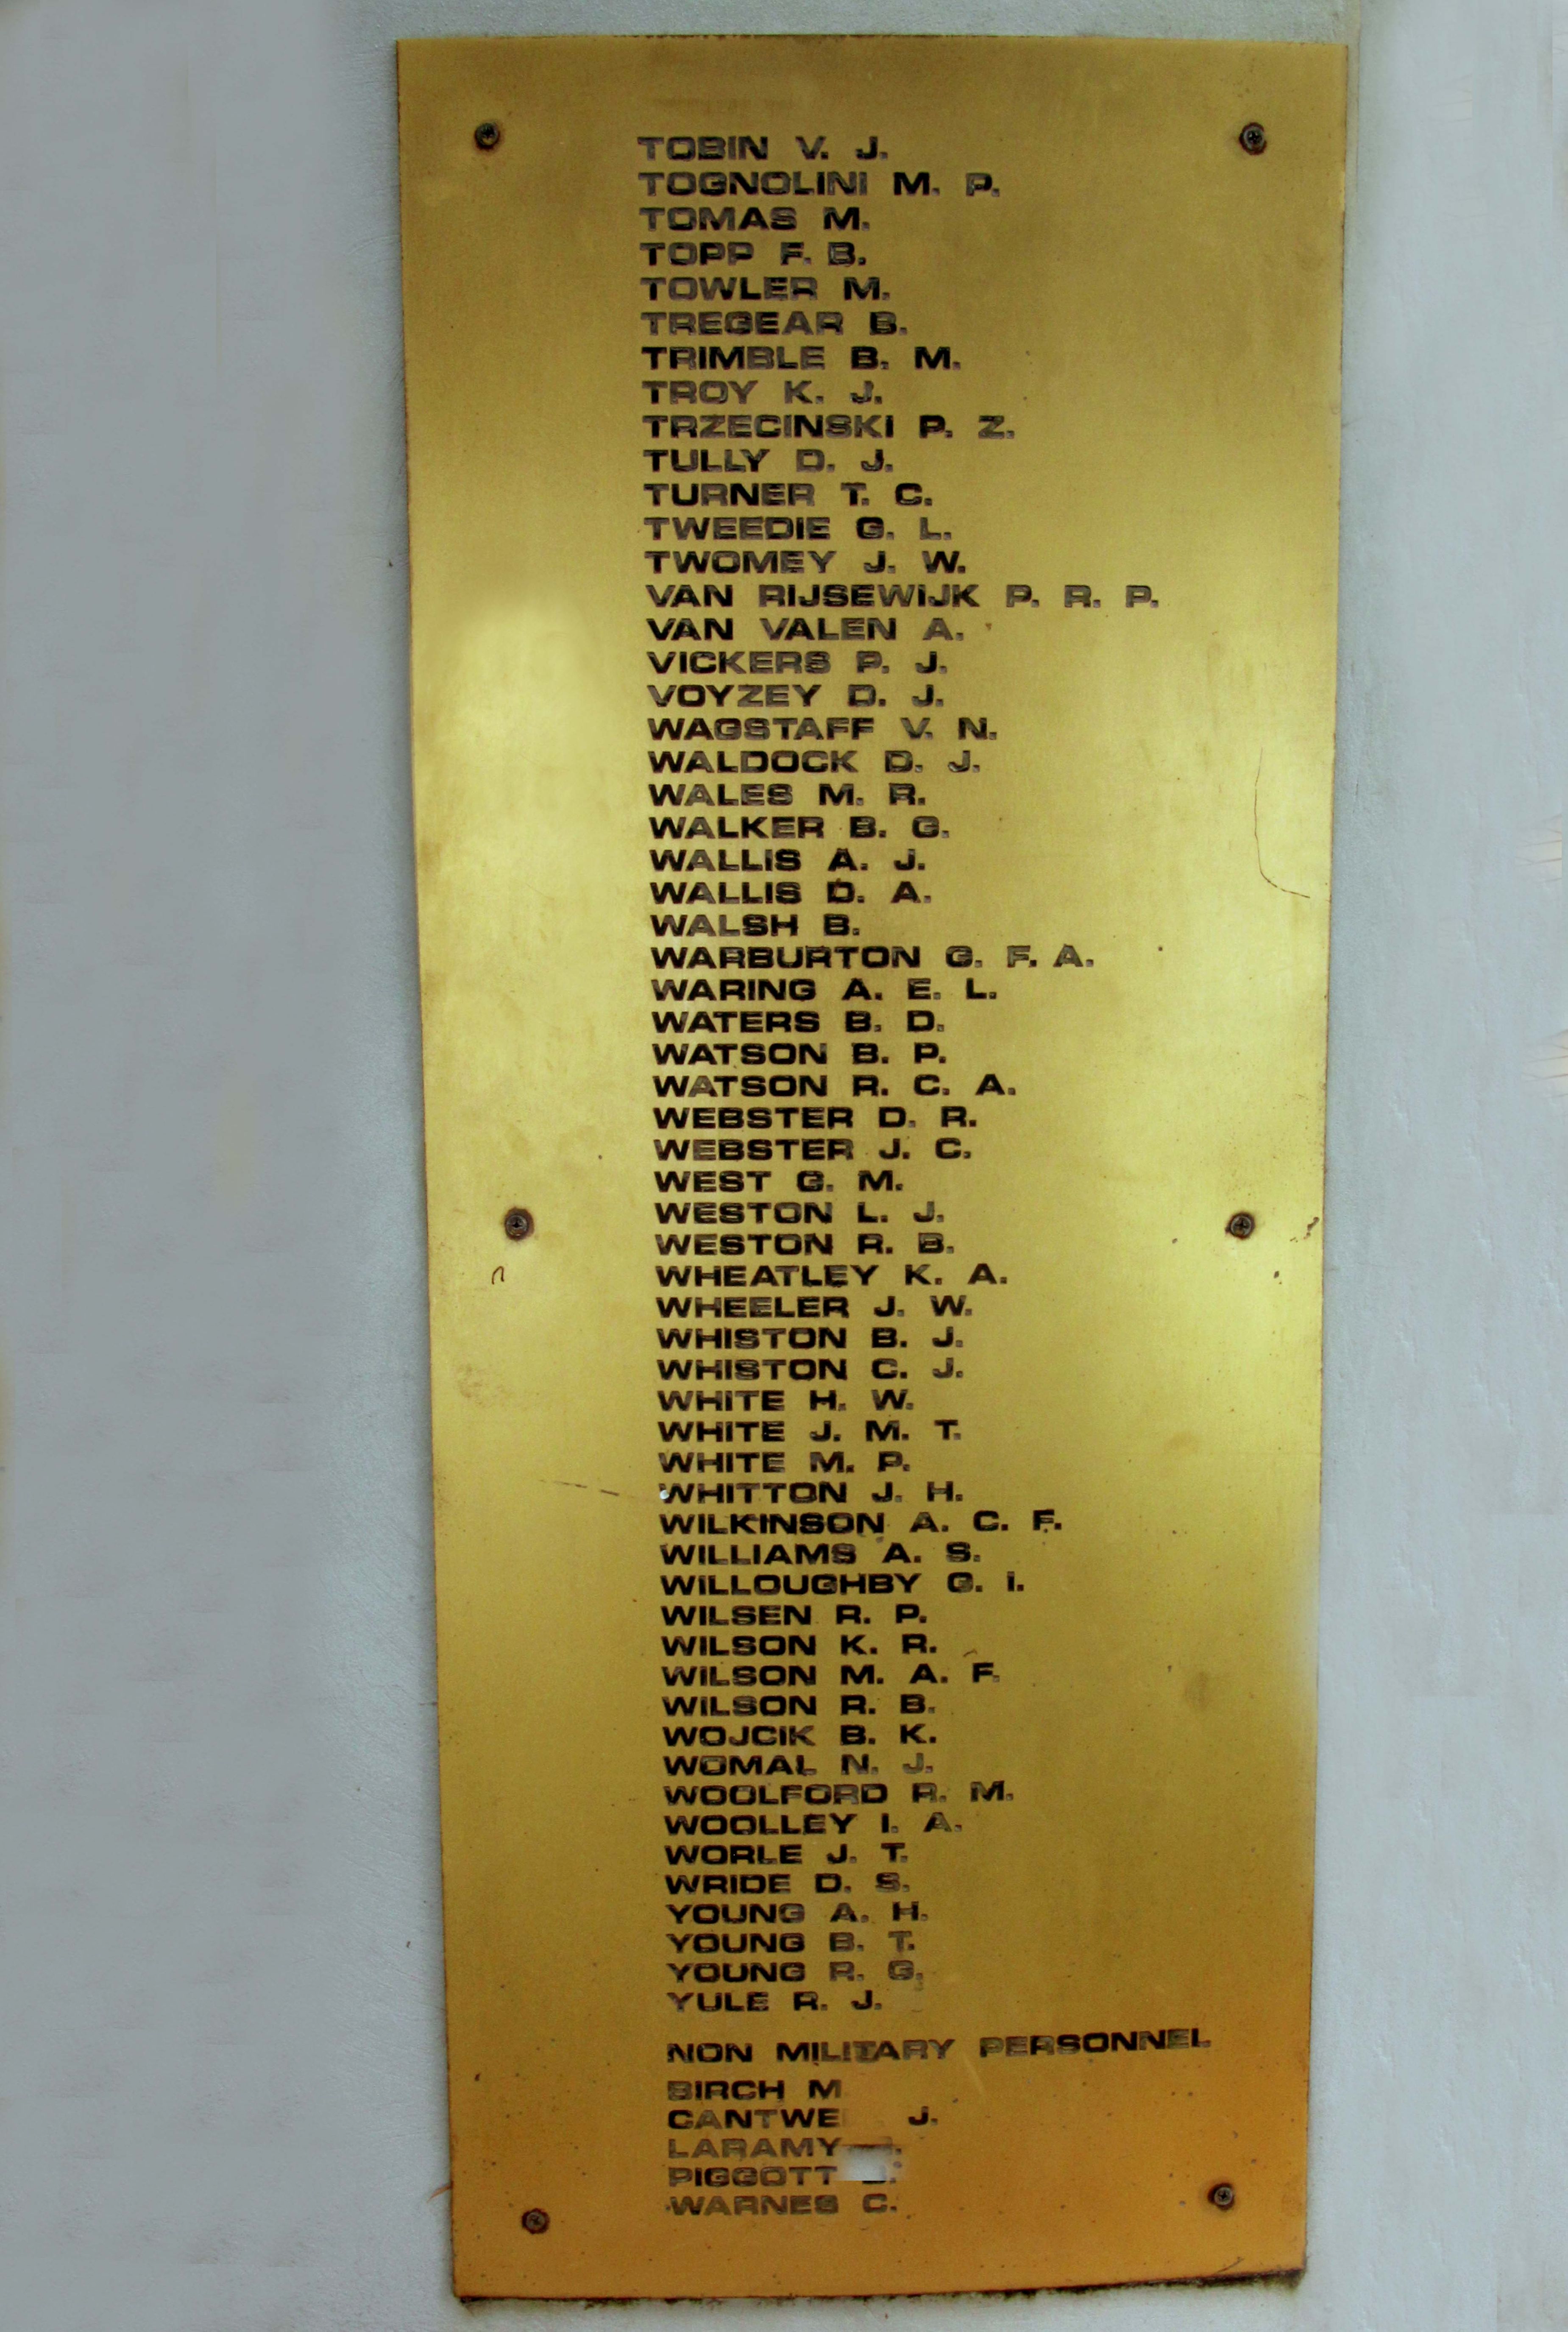 TOBIN V. J.
TOGNOLINI M. P.
TOMAS M.
TOPP F. B.
TOWLER M.
TREGEAR B.
TRIMBLE B. M.
TROY K. J.
TRZECINSKI P. Z.
TULLY D. J.
TURNER T. C.
TWEEDIE G. L.
TWOMEY J. W.
VAN RIJSEWIJK P. R. P.
VAN VALEN A.
VICKERS P. J.
VOYZEY D. J.
WAGSTAFF V. N.
WALDOCK D. J.
WALES M. R.
WALKER B. G.
WALLIS A. J.
WALLIS D. A.
WALSH B.
WARBURTON G. F. A.
WARING A. E. L.
WATERS B. D.
WATSON B. P.
WATSON R. C. A.
WEBSTER D. R.
WEBSTER J. C.
WEST G. M.
WESTON L. J.
WESTON R. B.
WHEATLEY K. A.
WHEELER J. W.
WHISTON B. J.
WHISTON C. J.
WHITE H. W.
WHITE J. M. T.
WHITE M. P.
WHITTON J. H.
WILKINSON A. C. F.
WILLIAMS A. S.
WILLOUGHBY G. I.
WILSEN R. P.
WILSON K. R.
WILSON M. A. F.
WILSON R. B.
WOJCIK B. K.
WOMAL N. J.
WOOLFORD R. M.
WOOLLEY I. A.
WORLE J. T.
WRIDE D. S.
YOUNG A. H.
YOUNG B. T.
YOUNG R. G.
YULE R. J.
NON MILITARY PERSONNEL
BIRCH M
J.
LARAMY
PIGGOTT
WARNES C.